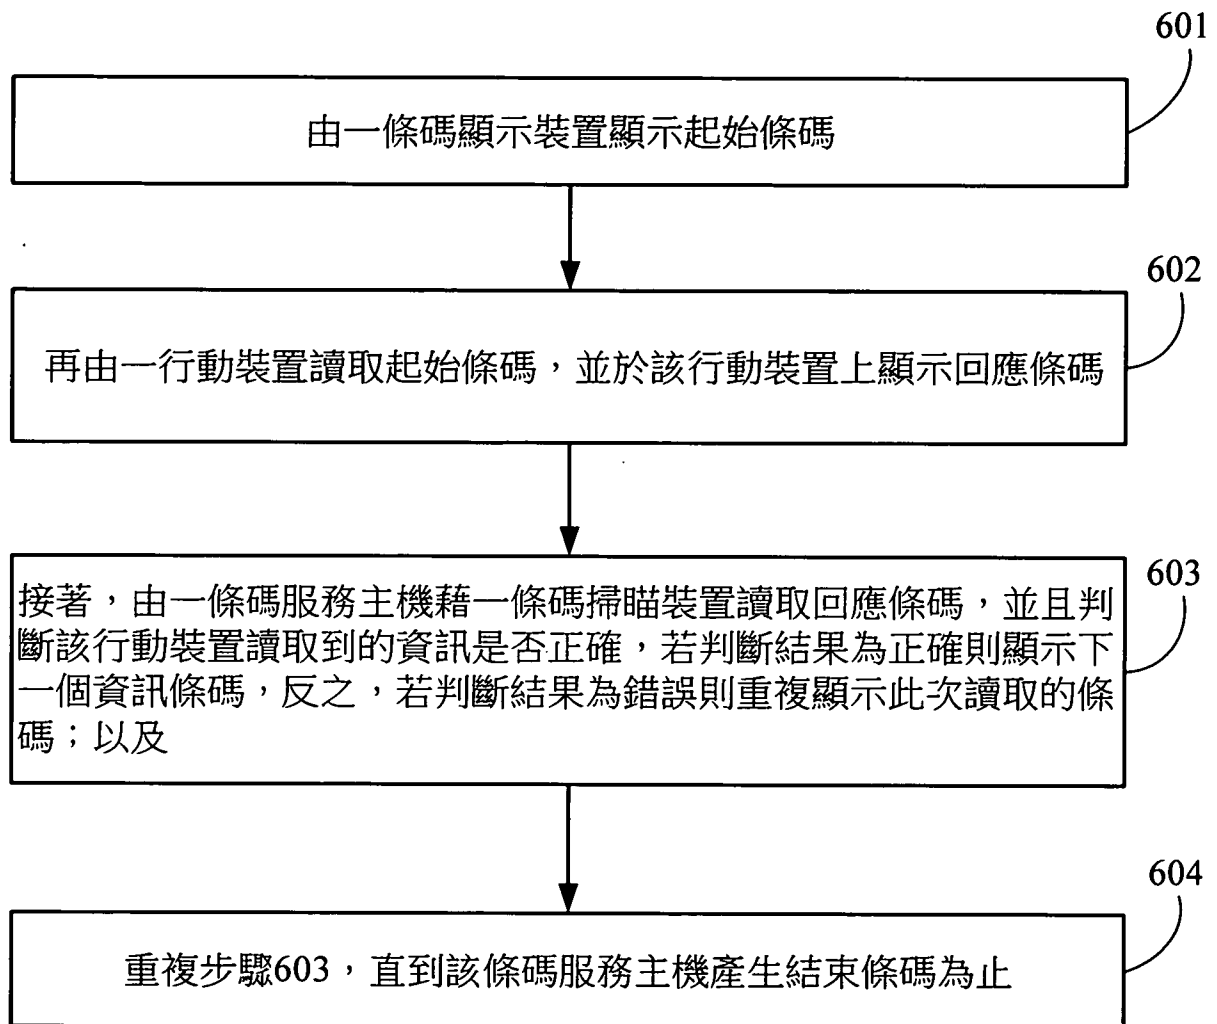 601
由一條碼顯示裝置顯示起始條碼
602
再由一行動裝置讀取起始條碼，並於該行動裝置上顯示回應條碼
603
接著，由一條碼服務主機藉一條碼掃瞄裝置讀取回應條碼，並且判
斷該行動裝置讀取到的資訊是否正確，若判斷結果為正確則顯示下
一個資訊條碼，反之，若判斷結果為錯誤則重複顯示此次讀取的條
碼；以及
604
重複步驟603，直到該條碼服務主機產生結束條碼為止